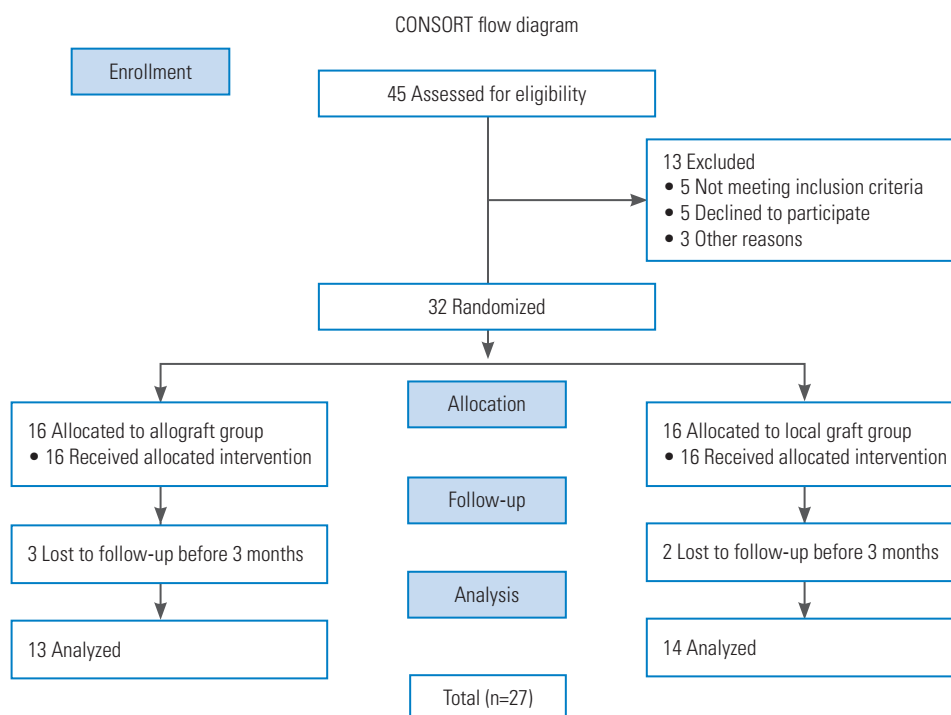 CONSORT flow diagram
Enrollment
45 Assessed for eligibility
13 Excluded
• 5 Not meeting inclusion criteria
• 5 Declined to participate
• 3 Other reasons
32 Randomized
Allocation
16 Allocated to allograft group
• 16 Received allocated intervention
16 Allocated to local graft group
• 16 Received allocated intervention
Follow-up
3 Lost to follow-up before 3 months
2 Lost to follow-up before 3 months
Analysis
13 Analyzed
14 Analyzed
Total (n=27)